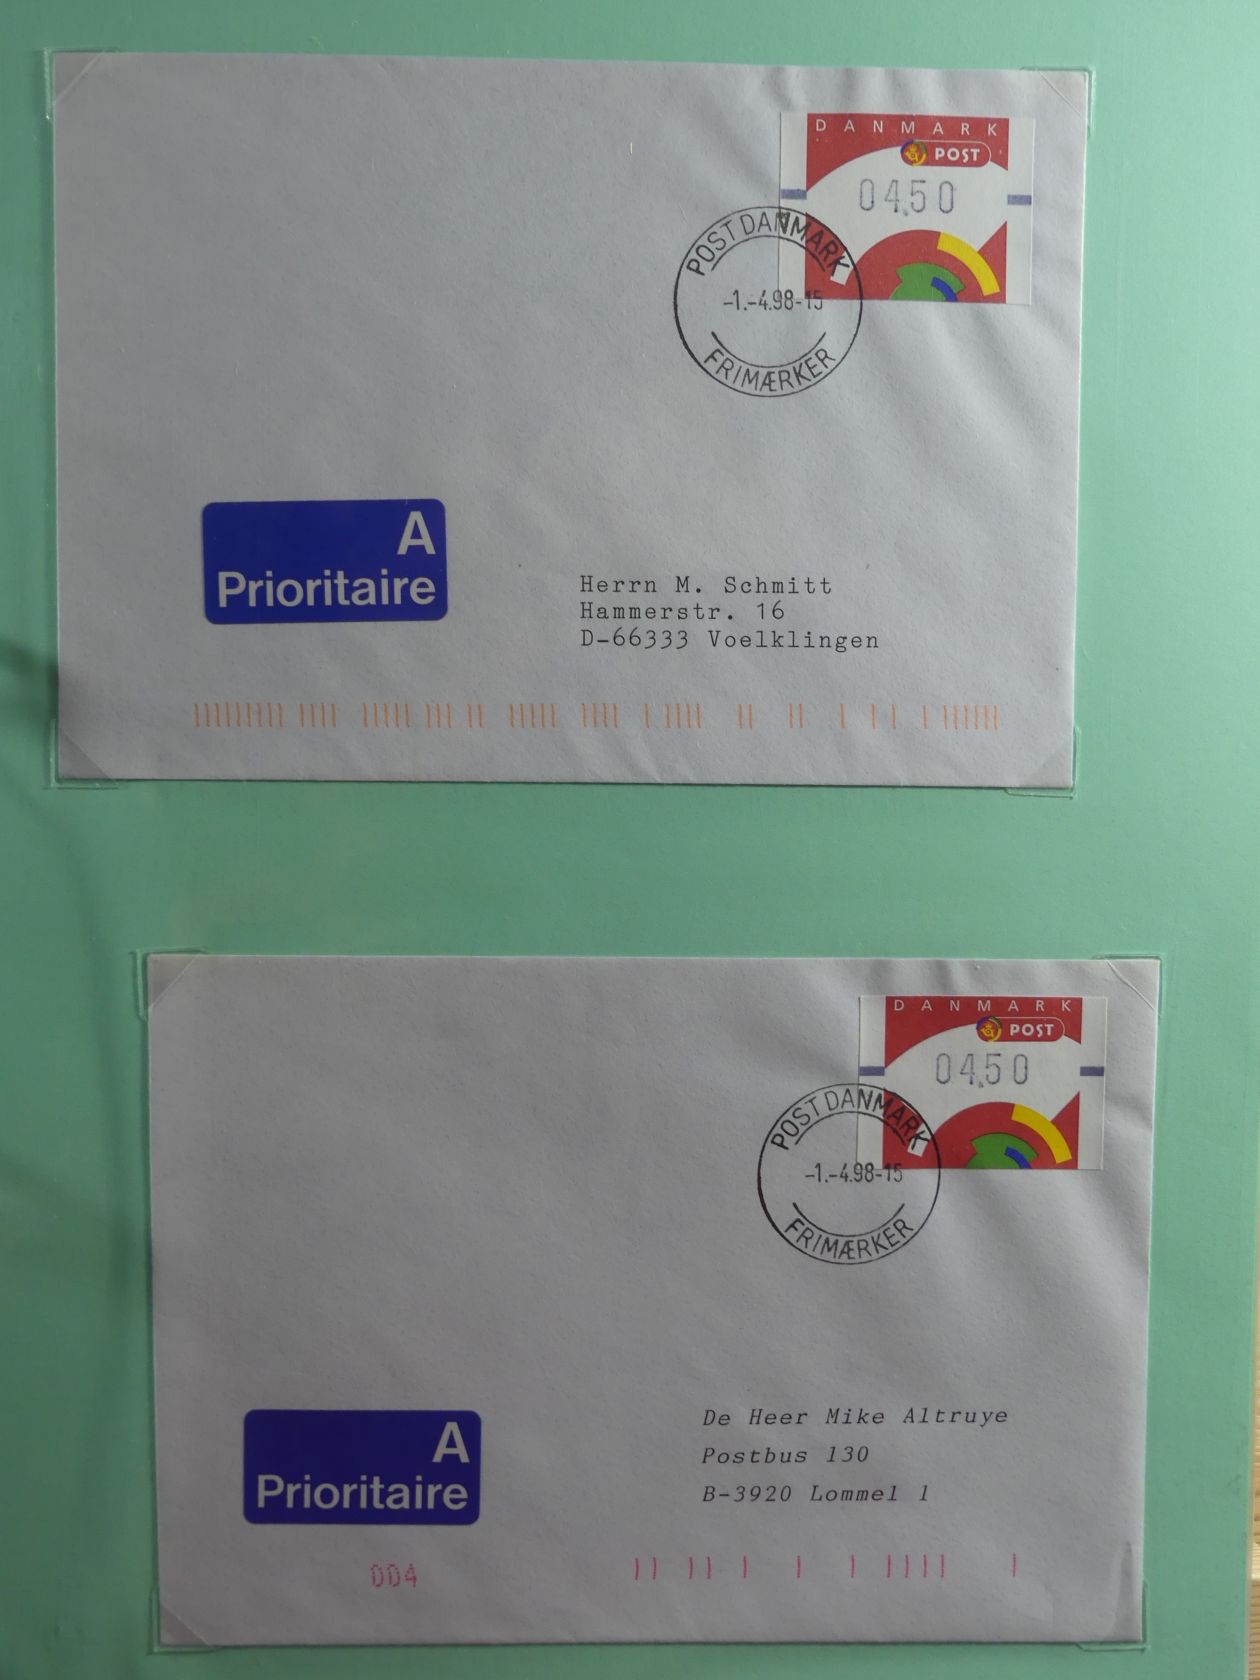 DANMARK
POST
04,50
POST DANMARK
-1.-4.98-15
FRIMÆRKER
A
Prioritaire
Herrn M. Schmitt
Hammerstr. 16
D-66333 Voelklingen
DANMARK
POST
04,50
POST DANMARK
-1.-4.98-15
FRIMÆRKER
A
Prioritaire
De Heer Mike Altruye
Postbus 130
B-3920 Lommel 1
004